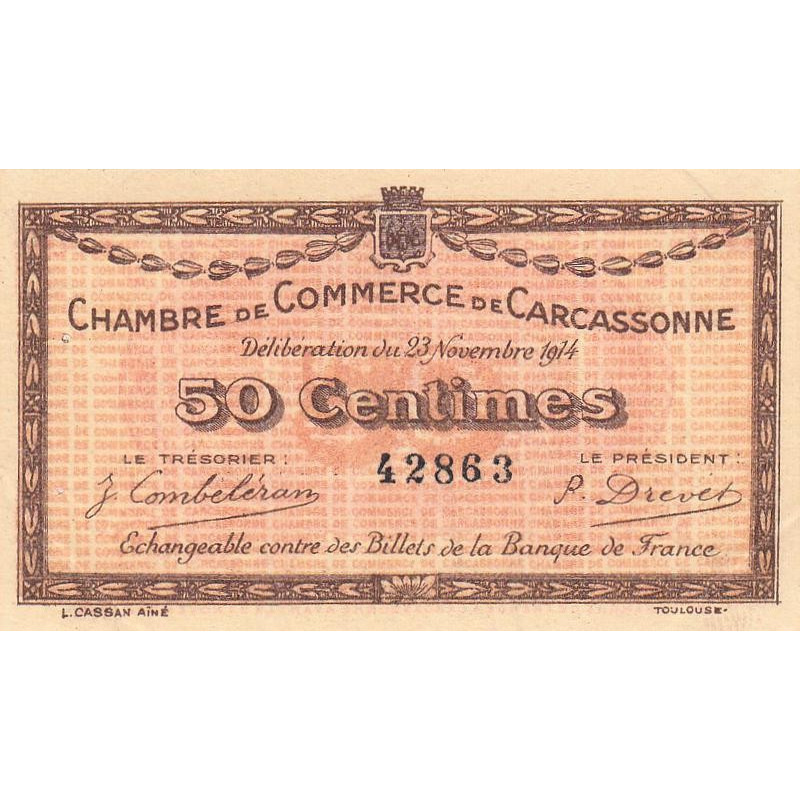 CHAMBRE DE COMMERCE DE CARCASSONNE
Délibération du 23 Novembre 1914
50 Centimes
LE TRÉSORIER : 42863 LE PRÉSIDENT :
J. Combeléran P. Drevet
Echangeable contre des Billets de la Banque de France
L. CASSAN AÎNÉ TOULOUSE-